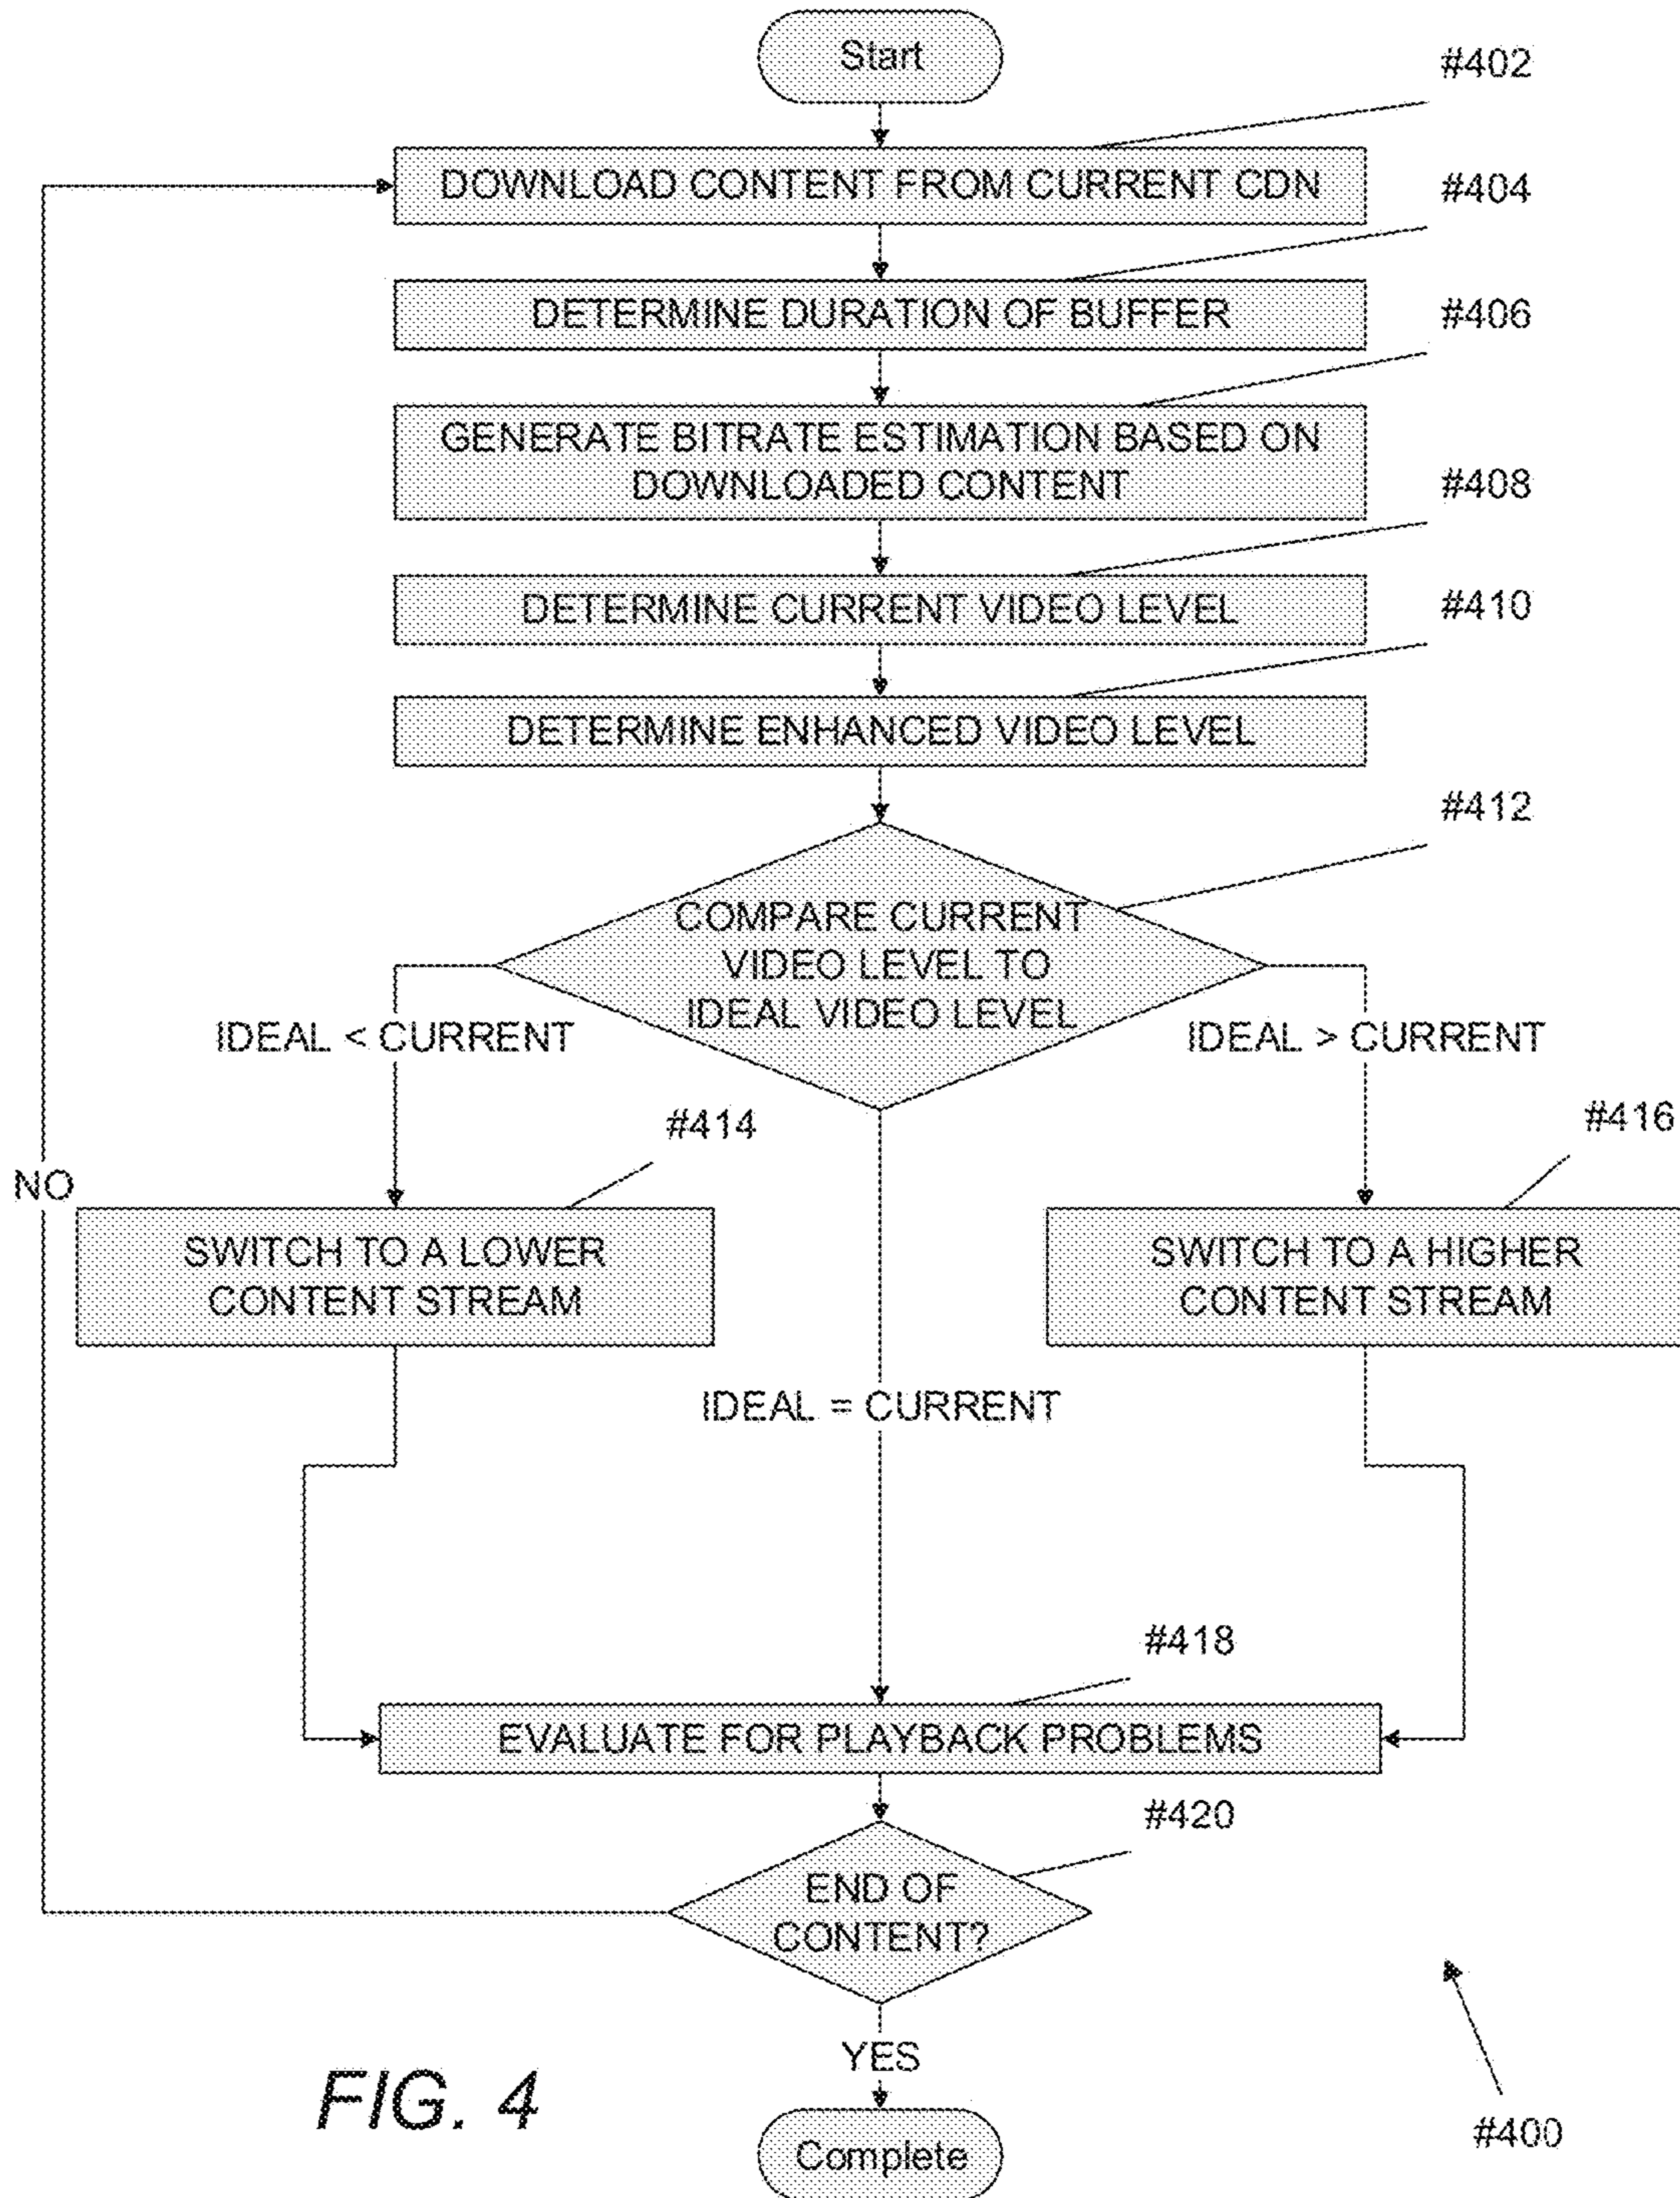 Start
#402
DOWNLOAD CONTENT FROM CURRENT CDN
#404
DETERMINE DURATION OF BUFFER
#406
GENERATE BITRATE ESTIMATION BASED ON
DOWNLOADED CONTENT
#408
DETERMINE CURRENT VIDEO LEVEL
#410
DETERMINE ENHANCED VIDEO LEVEL
#412
COMPARE CURRENT
VIDEO LEVEL TO
IDEAL VIDEO LEVEL
IDEAL < CURRENT
IDEAL > CURRENT
#414
#416
NO
SWITCH TO A LOWER
CONTENT STREAM
SWITCH TO A HIGHER
CONTENT STREAM
IDEAL = CURRENT
#418
EVALUATE FOR PLAYBACK PROBLEMS
#420
END OF
CONTENT?
YES
FIG. 4
#400
Complete